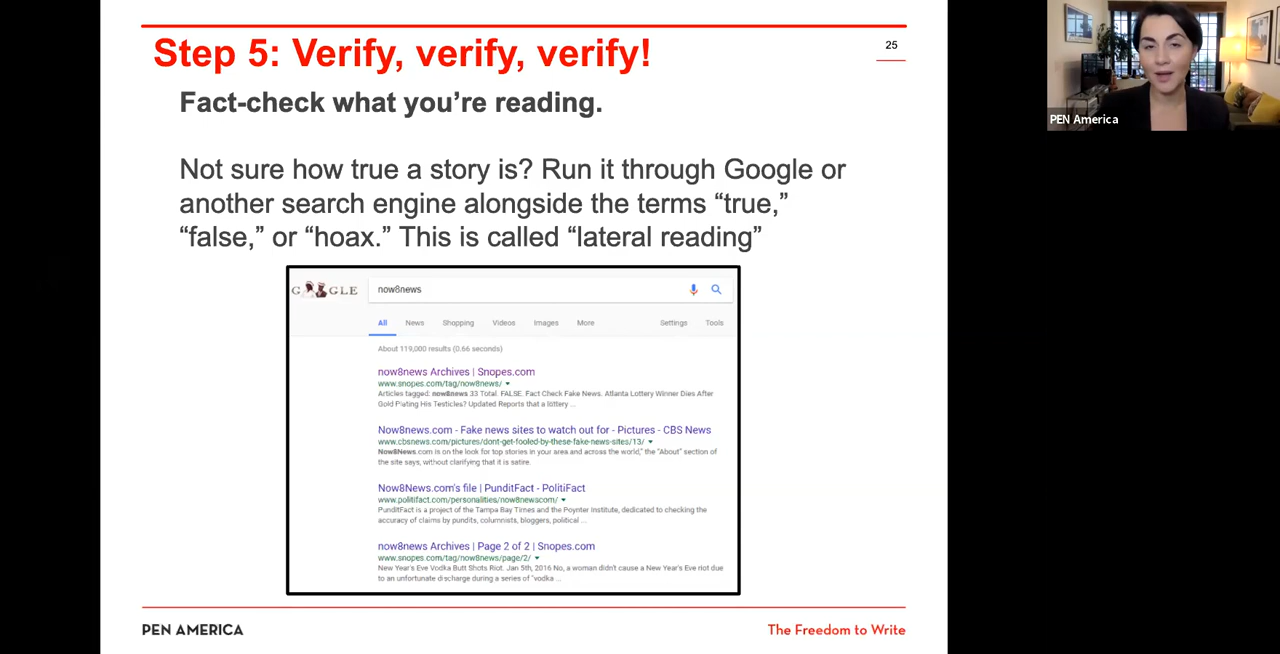 Step 5: Verify, verify, verify!
25
Fact-check what you’re reading.
Not sure how true a story is? Run it through Google or
another search engine alongside the terms “true,”
“false,” or “hoax.” This is called “lateral reading”
G GLE
now8news
All News Shopping Videos Images More Settings Tools
About 119,000 results (0.66 seconds)
now8news Archives | Snopes.com
www.snopes.com/tag/now8news/
Articles tagged: now8news 33 Total. FALSE. Fact Check Fake News. Atlanta Lottery Winner Dies After
Gold Plating His Testicles? Updated Reports that a lottery ...
Now8News.com - Fake news sites to watch out for - Pictures - CBS News
www.cbsnews.com/pictures/dont-get-fooled-by-these-fake-news-sites/13/
Now8News.com is on the look for top stories in your area and across the world," the "About" section of
the site says, without clarifying that it is satire.
Now8News.com's file | PunditFact - PolitiFact
www.politifact.com/personalities/now8newscom/
PunditFact is a project of the Tampa Bay Times and the Poynter Institute, dedicated to checking the
accuracy of claims by pundits, columnists, bloggers, political ...
now8news Archives | Page 2 of 2 | Snopes.com
www.snopes.com/tag/now8news/page/2/
New Year's Eve Vodka Butt Shots Riot. Jan 5th, 2016 No, a woman didn't cause a New Year's Eve riot due
to an unfortunate discharge during a series of "vodka ...
PEN AMERICA
The Freedom to Write
PEN America